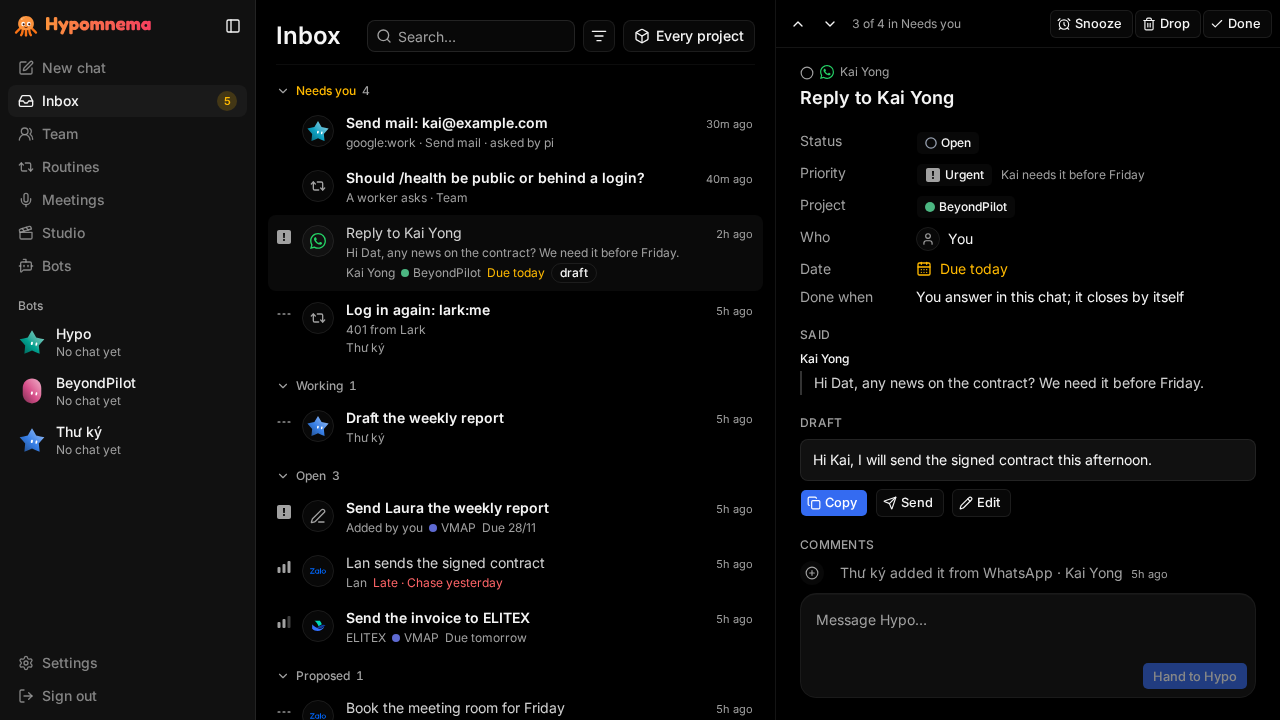 Hypomnema
New chat
Inbox
5
Team
Routines
Meetings
Studio
Bots
Bots
Hypo
No chat yet
BeyondPilot
No chat yet
Thư ký
No chat yet
Settings
Sign out
Inbox
Search...
Every project
Needs you 4
Send mail: kai@example.com
30m ago
google:work · Send mail · asked by pi
Should /health be public or behind a login?
40m ago
A worker asks · Team
Reply to Kai Yong
2h ago
Hi Dat, any news on the contract? We need it before Friday.
Kai Yong BeyondPilot Due today draft
Log in again: lark:me
5h ago
401 from Lark
Thư ký
Working 1
Draft the weekly report
5h ago
Thư ký
Open 3
Send Laura the weekly report
5h ago
Added by you VMAP Due 28/11
Zalo
Lan sends the signed contract
5h ago
Lan Late · Chase yesterday
Send the invoice to ELITEX
5h ago
ELITEX VMAP Due tomorrow
Proposed 1
Zalo
Book the meeting room for Friday
5h ago
3 of 4 in Needs you
Snooze
Drop
Done
Kai Yong
Reply to Kai Yong
Status Open
Priority Urgent Kai needs it before Friday
Project BeyondPilot
Who You
Date Due today
Done when You answer in this chat; it closes by itself
SAID
Kai Yong
Hi Dat, any news on the contract? We need it before Friday.
DRAFT
Hi Kai, I will send the signed contract this afternoon.
Copy
Send
Edit
COMMENTS
Thư ký added it from WhatsApp · Kai Yong 5h ago
Message Hypo...
Hand to Hypo